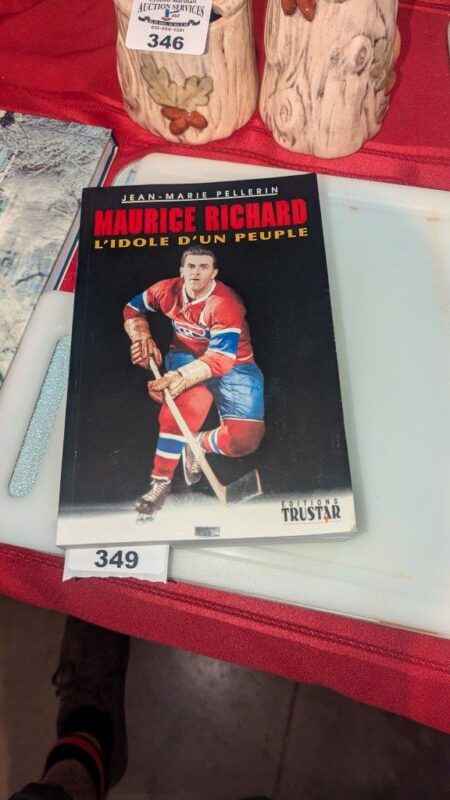 AUCTION SERVICES
346
JEAN-MARIE PELLERIN
MAURICE RICHARD
L'IDOLE D'UN PEUPLE
EDITIONS
TRUSTAR
349